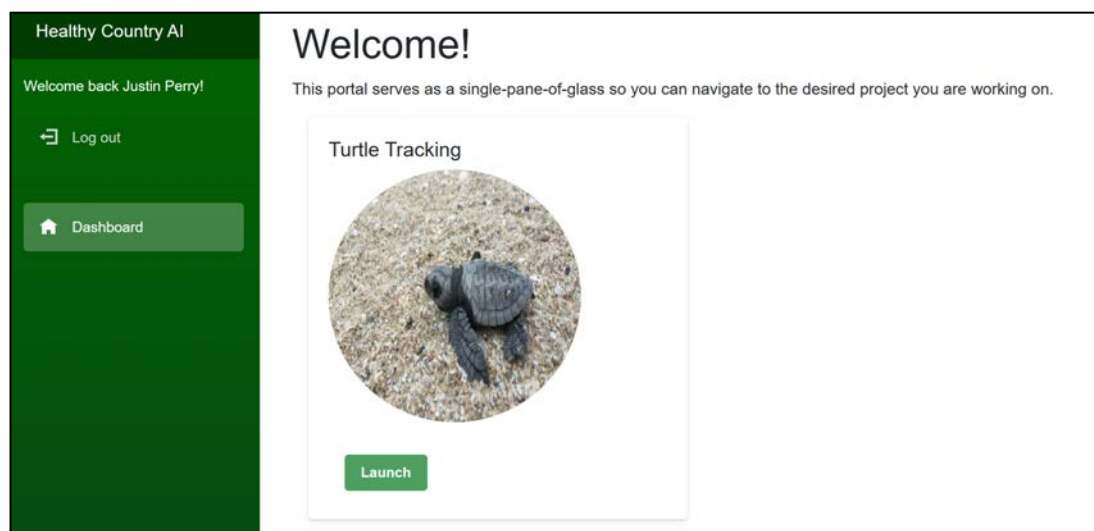 Healthy Country AI
Welcome back Justin Perry!
Log out
Dashboard
Welcome!
This portal serves as a single-pane-of-glass so you can navigate to the desired project you are working on.
Turtle Tracking
Launch